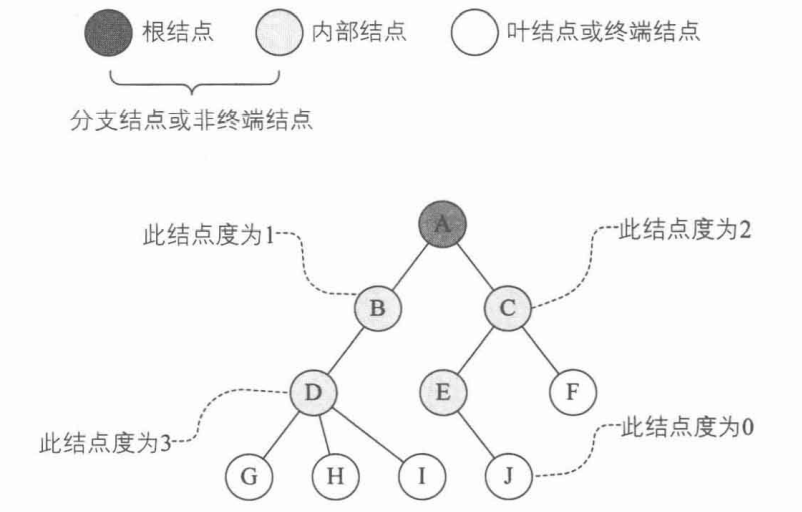 根结点 内部结点 叶结点或终端结点
分支结点或非终端结点
A
此结点度为1 此结点度为2
B C
D E F
此结点度为3 此结点度为0
G H I J